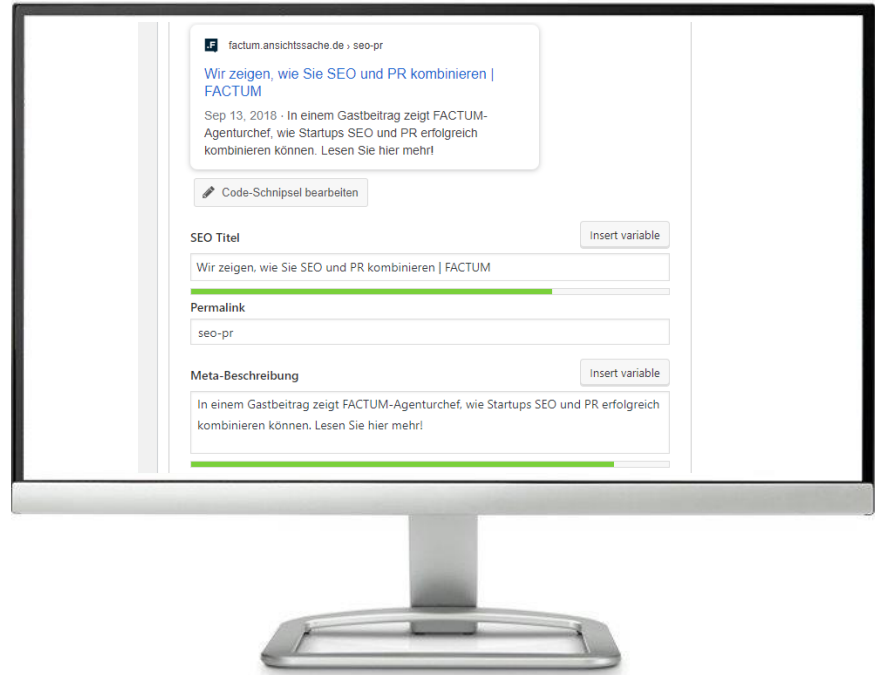 .F factum.ansichtssache.de › seo-pr
Wir zeigen, wie Sie SEO und PR kombinieren |
FACTUM
Sep 13, 2018 · In einem Gastbeitrag zeigt FACTUM-
Agenturchef, wie Startups SEO und PR erfolgreich
kombinieren können. Lesen Sie hier mehr!
Code-Schnipsel bearbeiten
SEO Titel
Insert variable
Wir zeigen, wie Sie SEO und PR kombinieren | FACTUM
Permalink
seo-pr
Meta-Beschreibung
Insert variable
In einem Gastbeitrag zeigt FACTUM-Agenturchef, wie Startups SEO und PR erfolgreich
kombinieren können. Lesen Sie hier mehr!